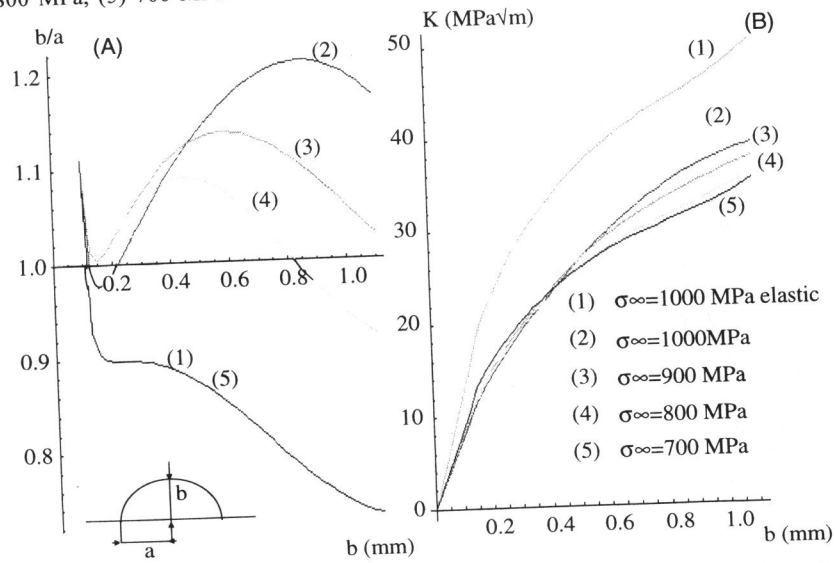 800 MPa, (5) 700
b/a
(A)
(2)
1.2
1.1
(3)
(4)
1.0
0.2
0.4
0.6
0.8
1.0
0.9
(1)
(5)
0.8
b
a
b (mm)
K (MPa√m)
(B)
50
(1)
40
(2)
(3)
(4)
30
(5)
(1) σ∞=1000 MPa elastic
20
(2) σ∞=1000MPa
(3) σ∞=900 MPa
10
(4) σ∞=800 MPa
(5) σ∞=700 MPa
0
0.2
0.4
0.6
0.8
1.0
b (mm)